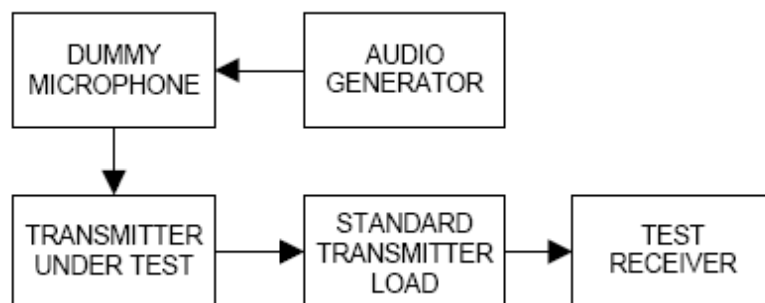 DUMMY
MICROPHONE
AUDIO
GENERATOR
TRANSMITTER
UNDER TEST
STANDARD
TRANSMITTER
LOAD
TEST
RECEIVER